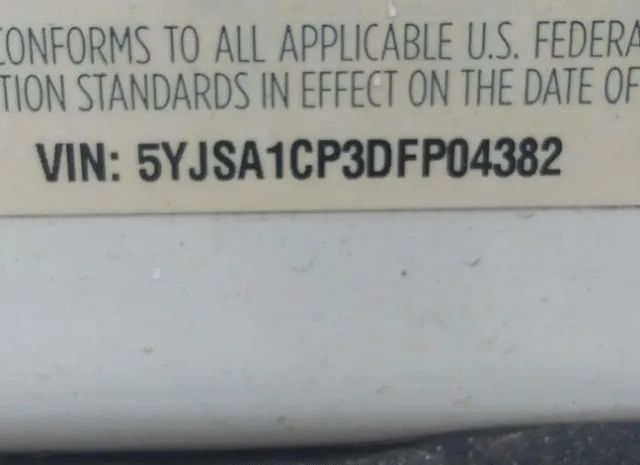 CONFORMS TO ALL APPLICABLE U.S. FEDERA
TION STANDARDS IN EFFECT ON THE DATE OF
VIN: 5YJSA1CP3DFP04382